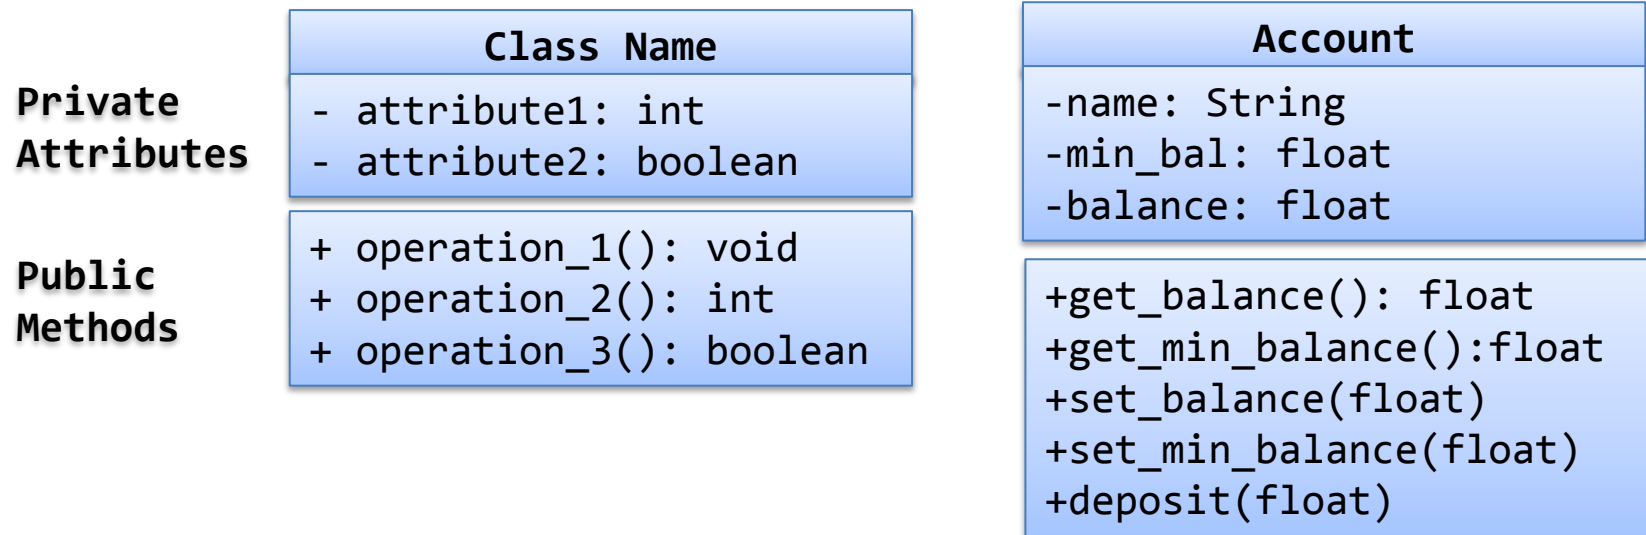 Class Name
Private
Attributes
- attribute1: int
- attribute2: boolean
Public
Methods
+ operation_1(): void
+ operation_2(): int
+ operation_3(): boolean
Account
-name: String
-min_bal: float
-balance: float
+get_balance(): float
+get_min_balance():float
+set_balance(float)
+set_min_balance(float)
+deposit(float)